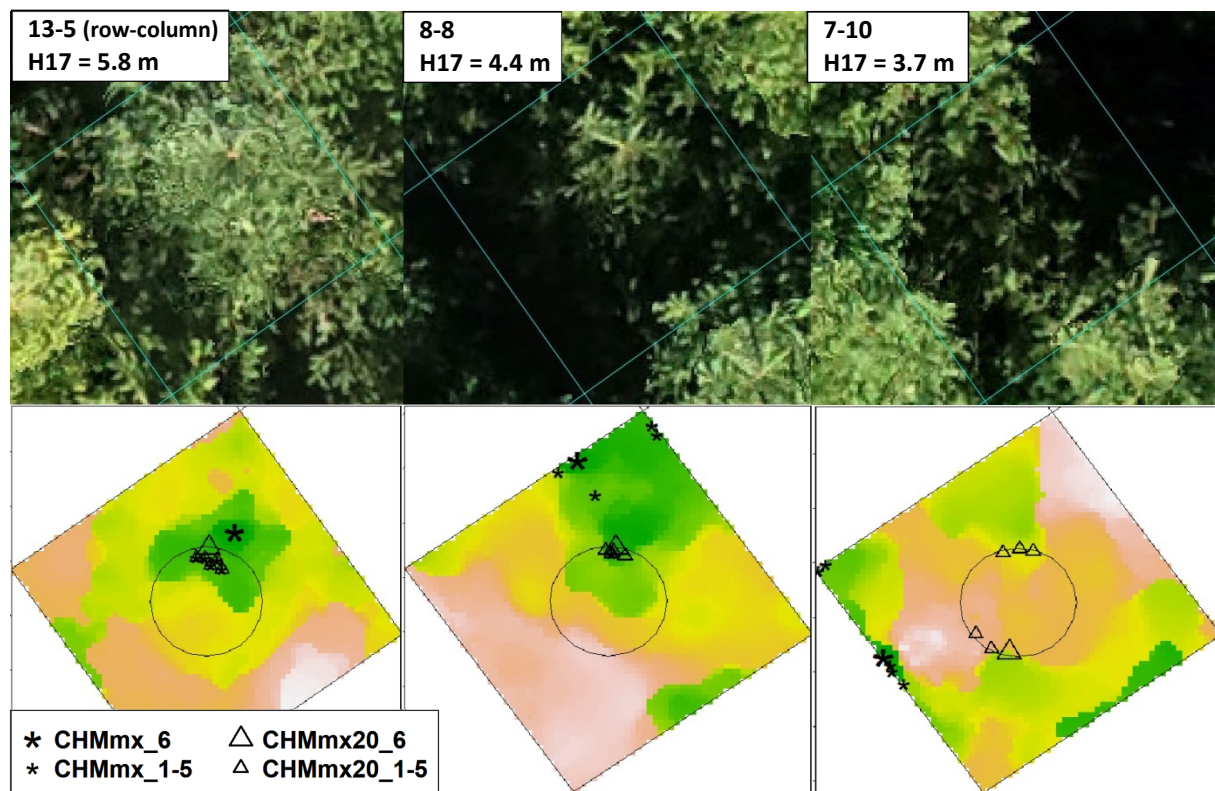 13-5 (row-column)
H17 = 5.8 m
8-8
H17 = 4.4 m
7-10
H17 = 3.7 m
CHMmx_6
CHMmx_1-5
CHMmx20_6
CHMmx20_1-5